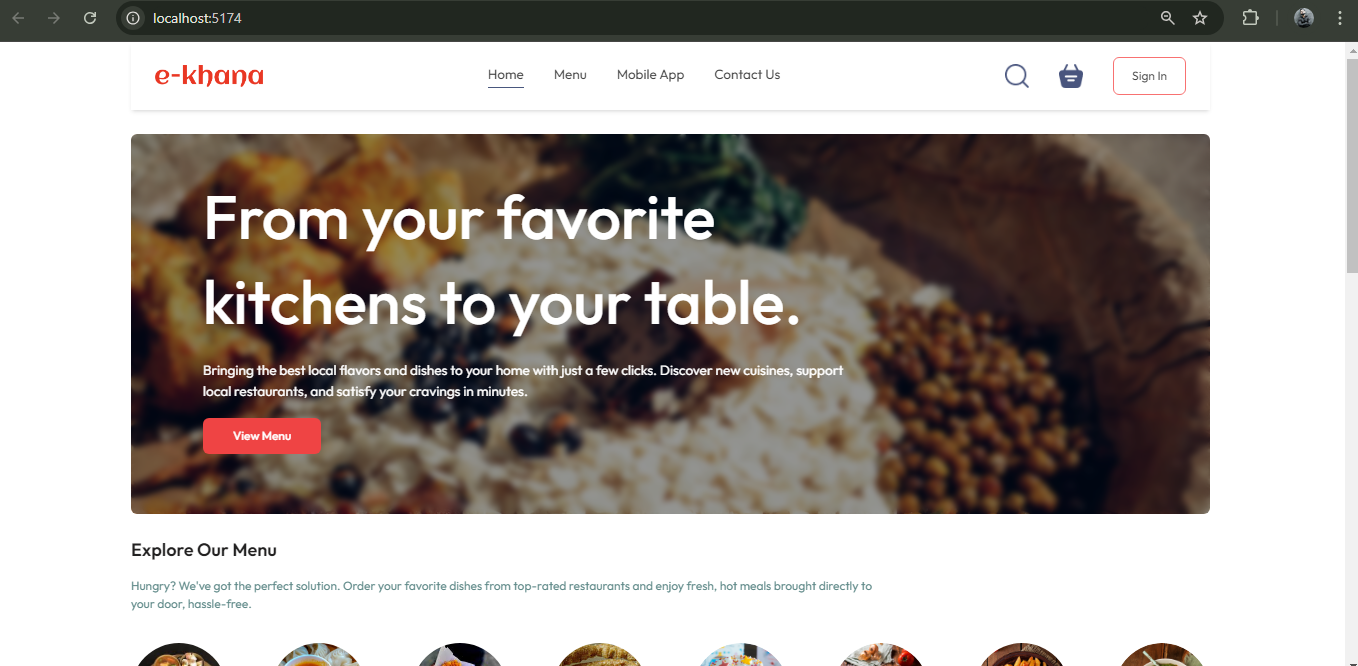 localhost:5174
e-khana
Home
Menu
Mobile App
Contact Us
Sign In
From your favorite
kitchens to your table.
Bringing the best local flavors and dishes to your home with just a few clicks. Discover new cuisines, support
local restaurants, and satisfy your cravings in minutes.
View Menu
Explore Our Menu
Hungry? We've got the perfect solution. Order your favorite dishes from top-rated restaurants and enjoy fresh, hot meals brought directly to
your door, hassle-free.